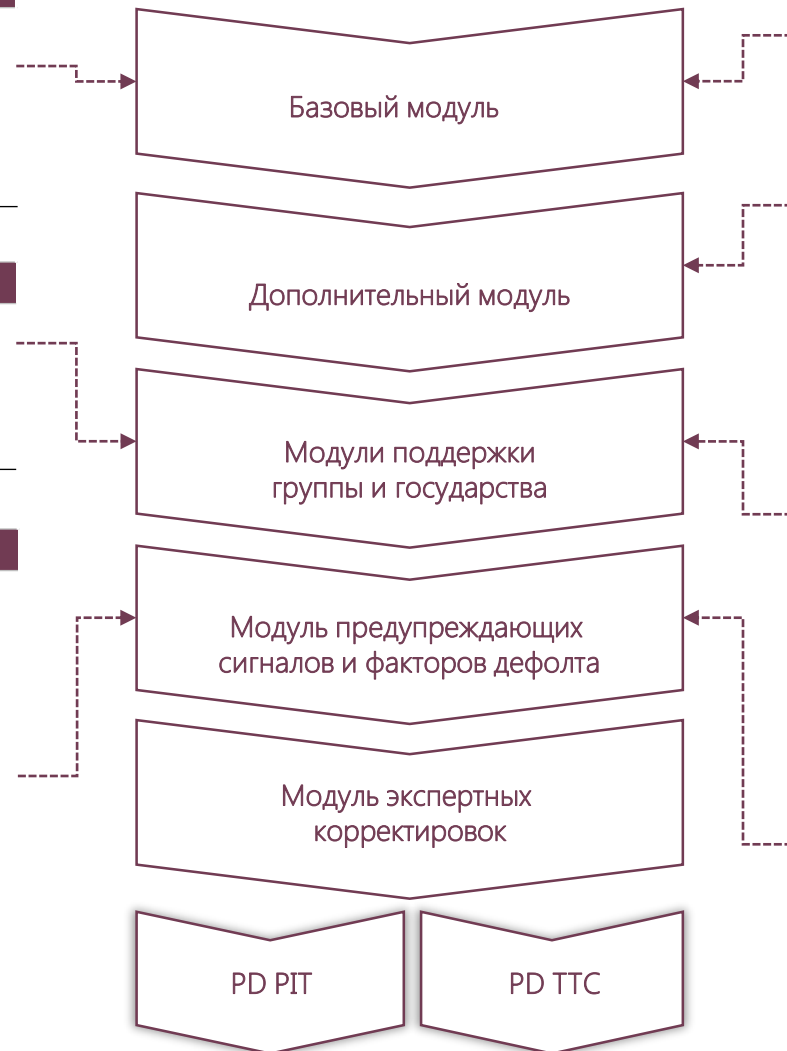 Базовый модуль
Дополнительный модуль
Модули поддержки
группы и государства
Модуль предупреждающих
сигналов и факторов дефолта
Модуль экспертных
корректировок
PD PIT
PD TTC